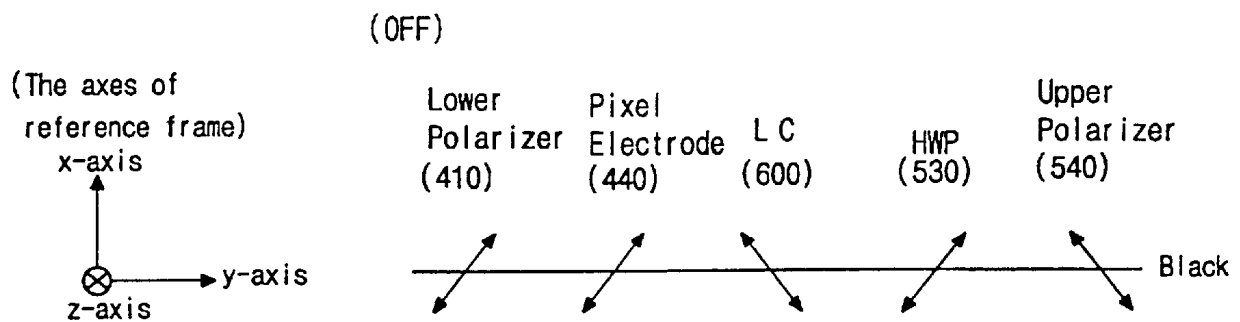 (OFF)
(The axes of
reference frame)
x-axis
y-axis
z-axis
Lower
Polarizer
(410)
Pixel
Electrode
(440)
LC
(600)
HWP
(530)
Upper
Polarizer
(540)
Black